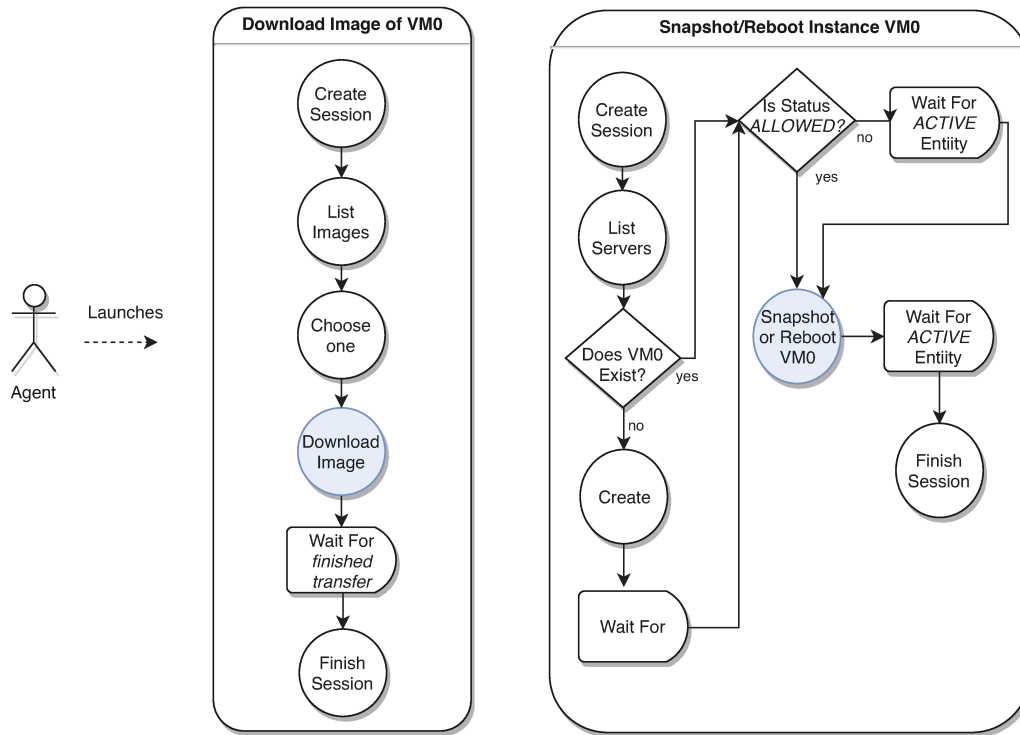 Download Image of VM0
Create
Session
List
Images
Choose
one
Download
Image
Wait For
finished
transfer
Finish
Session
Launches
Agent
Snapshot/Reboot Instance VM0
Create
Session
List
Servers
Does VM0
Exist?
yes
no
Create
Wait For
Is Status
ALLOWED?
no
yes
Wait For
ACTIVE
Entiity
Snapshot
or Reboot
VM0
Wait For
ACTIVE
Entiity
Finish
Session